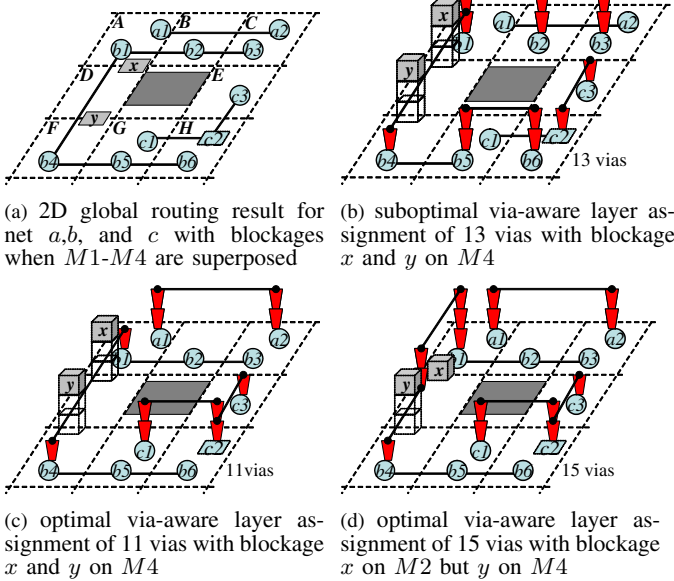 A B C
a1 a2
b1 b2 b3
x
D E
c3
F y G H
c1 c2
b4 b5 b6
(a) 2D global routing result for
net a,b, and c with blockages
when M1-M4 are superposed
x
a1 a2
b1 b2 b3
y
c3
c1 c2
b4 b5 b6
13 vias
(b) suboptimal via-aware layer as-
signment of 13 vias with blockage
x and y on M4
x
a1 a2
b1 b2 b3
y
c3
c1 c2
b4 b5 b6
11vias
(c) optimal via-aware layer as-
signment of 11 vias with blockage
x and y on M4
a1 a2
b1 b2 b3
y x
c3
c1 c2
b4 b5 b6
15 vias
(d) optimal via-aware layer as-
signment of 15 vias with blockage
x on M2 but y on M4